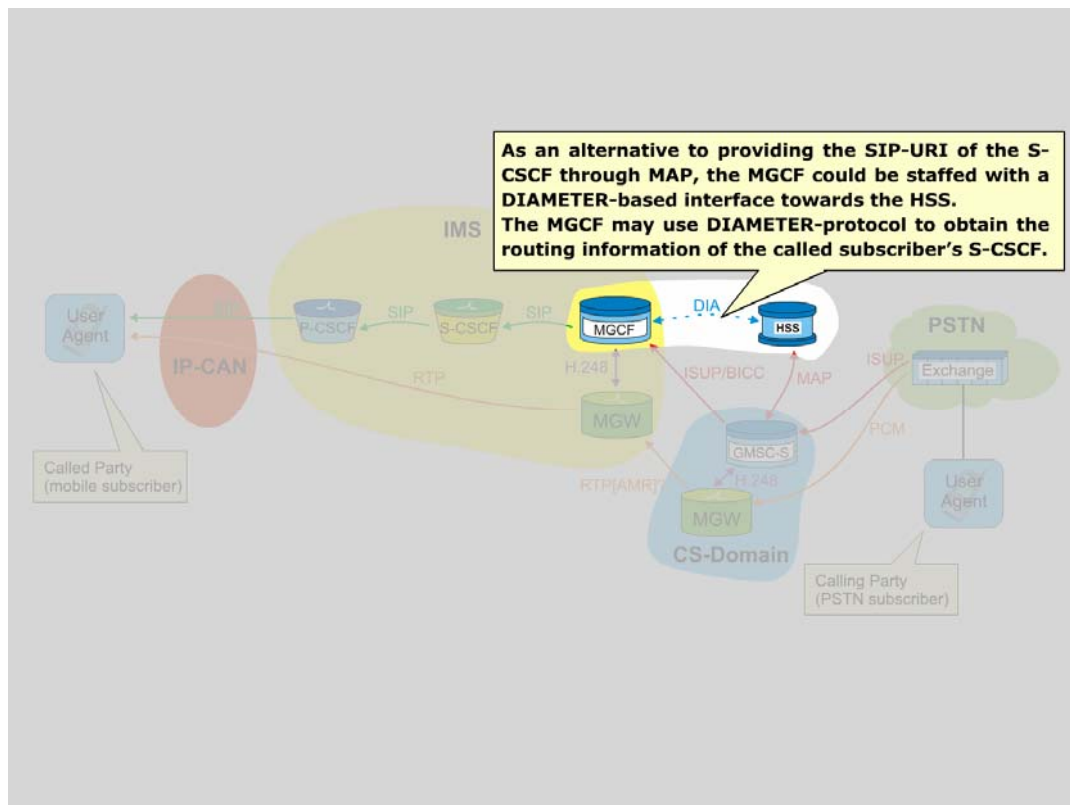 As an alternative to providing the SIP-URI of the S-
CSCF through MAP, the MGCF could be staffed with a
DIAMETER-based interface towards the HSS.
The MGCF may use DIAMETER-protocol to obtain the
routing information of the called subscriber's S-CSCF.
IMS
User
Agent
SIP
P-CSCF
SIP
S-CSCF
SIP
MGCF
DIA
HSS
PSTN
IP-CAN
RTP
H.248
ISUP/BICC
MAP
ISUP
Exchange
MGW
GMSC-S
PCM
Called Party
(mobile subscriber)
RTP[AMR]
H.248
MGW
User
Agent
CS-Domain
Calling Party
(PSTN subscriber)